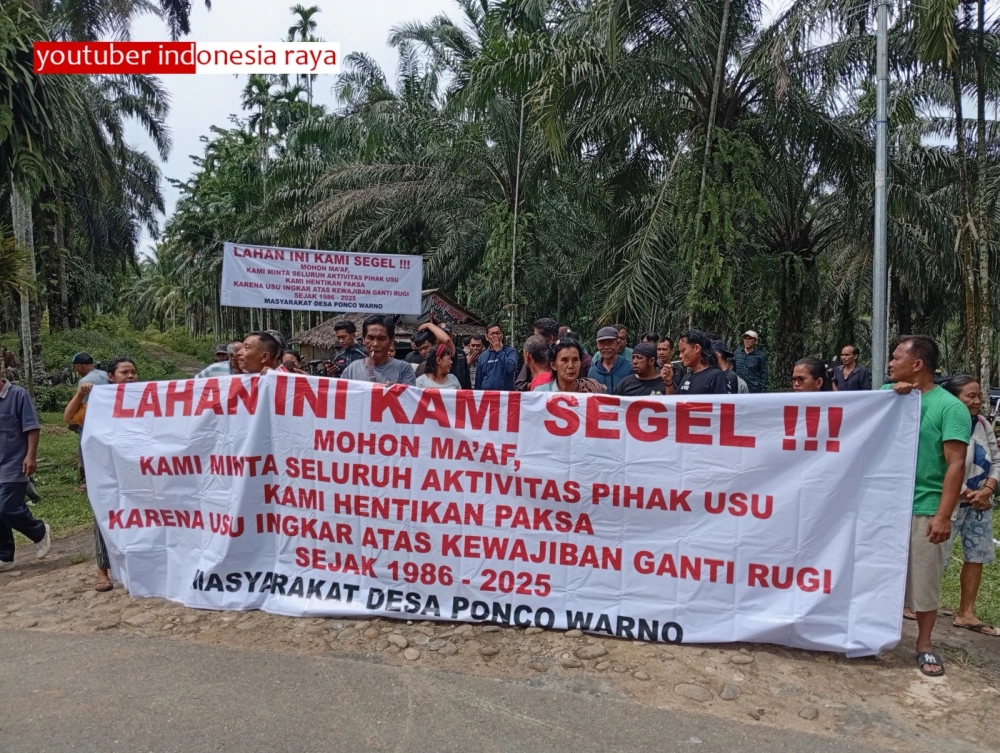 youtuber indonesia raya
LAHAN INI KAMI SEGEL !!!
MOHON MA'AF,
KAMI MINTA SELURUH AKTIVITAS PIHAK USU
KAMI HENTIKAN PAKSA
KARENA USU INGKAR ATAS KEWAJIBAN GANTI RUGI
SEJAK 1986 - 2025
MASYARAKAT DESA PONCO WARNO
LAHAN INI KAMI SEGEL !!!
MOHON MA'AF,
KAMI MINTA SELURUH AKTIVITAS PIHAK USU
KAMI HENTIKAN PAKSA
KARENA USU INGKAR ATAS KEWAJIBAN GANTI RUGI
SEJAK 1986 - 2025
MASYARAKAT DESA PONCO WARNO